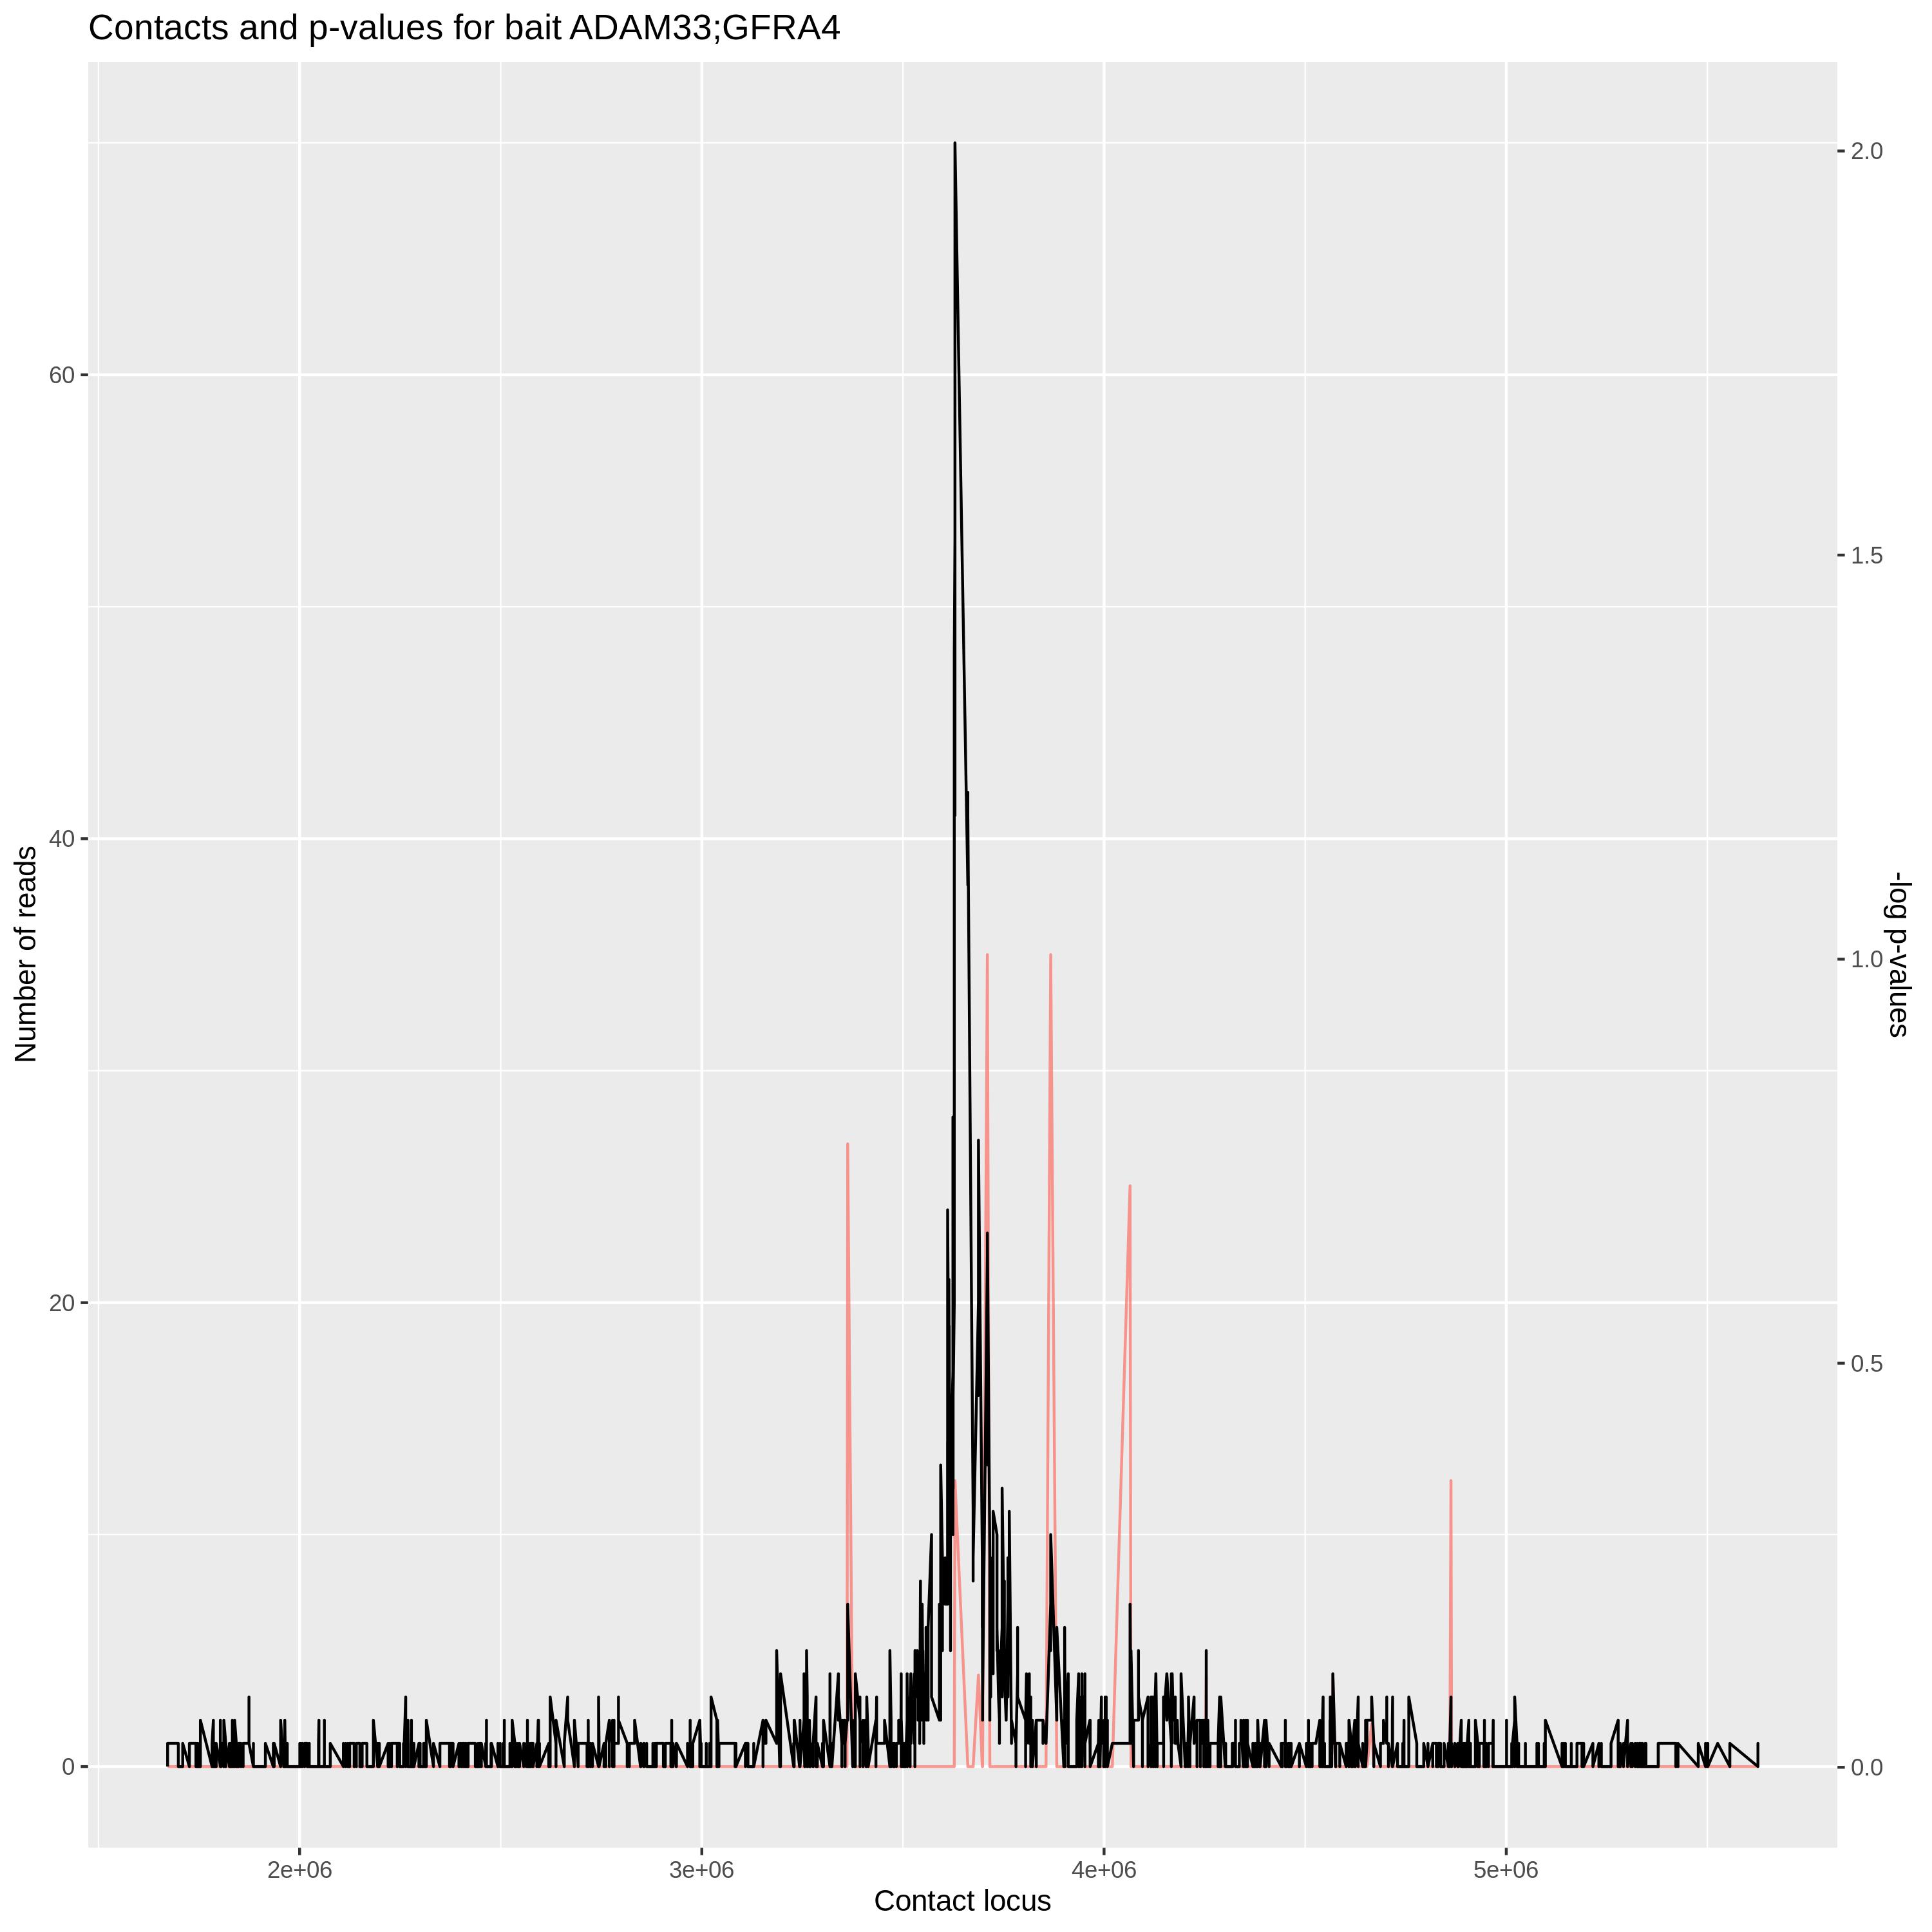 Contacts and p-values for bait ADAM33;GFRA4
Number of reads
60
40
20
0
2.0
1.5
1.0
0.5
0.0
-log p-values
2e+06
3e+06
4e+06
5e+06
Contact locus